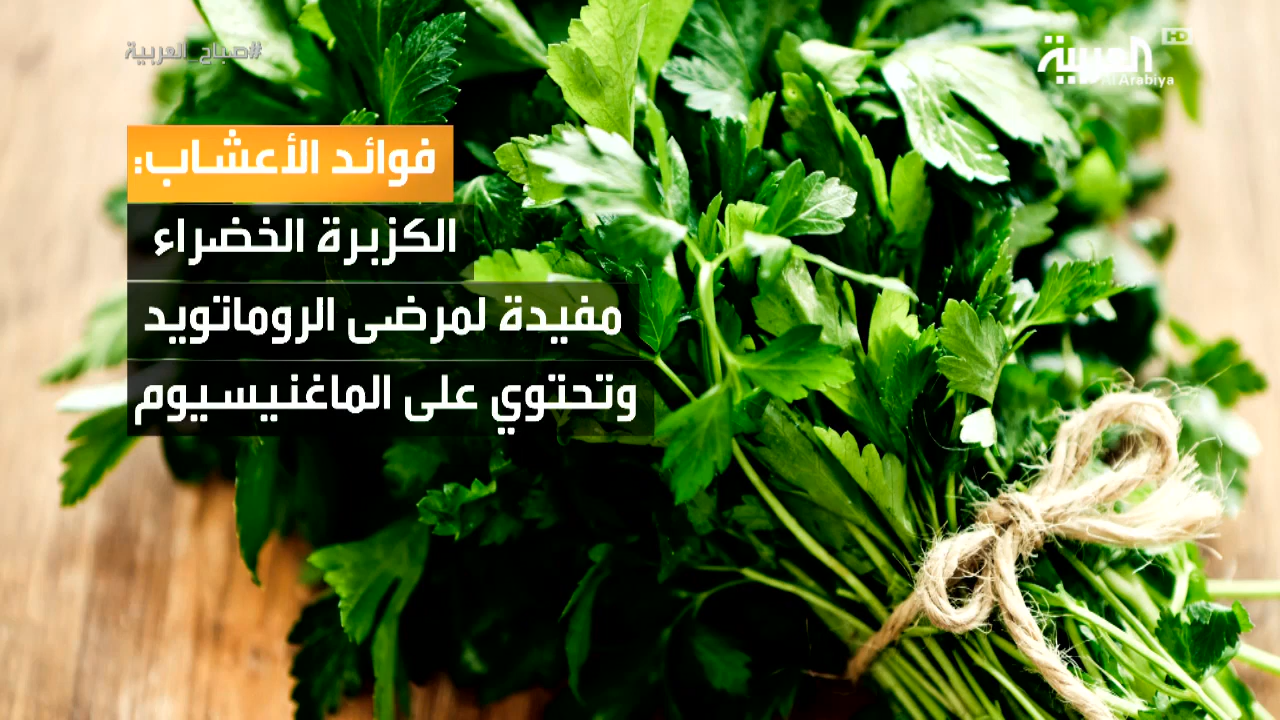 #صباح_العربية
العربية HD
Al Arabiya
فوائد الأعشاب:
الكزبرة الخضراء
مفيدة لمرضى الروماتويد
وتحتوي على الماغنيسيوم